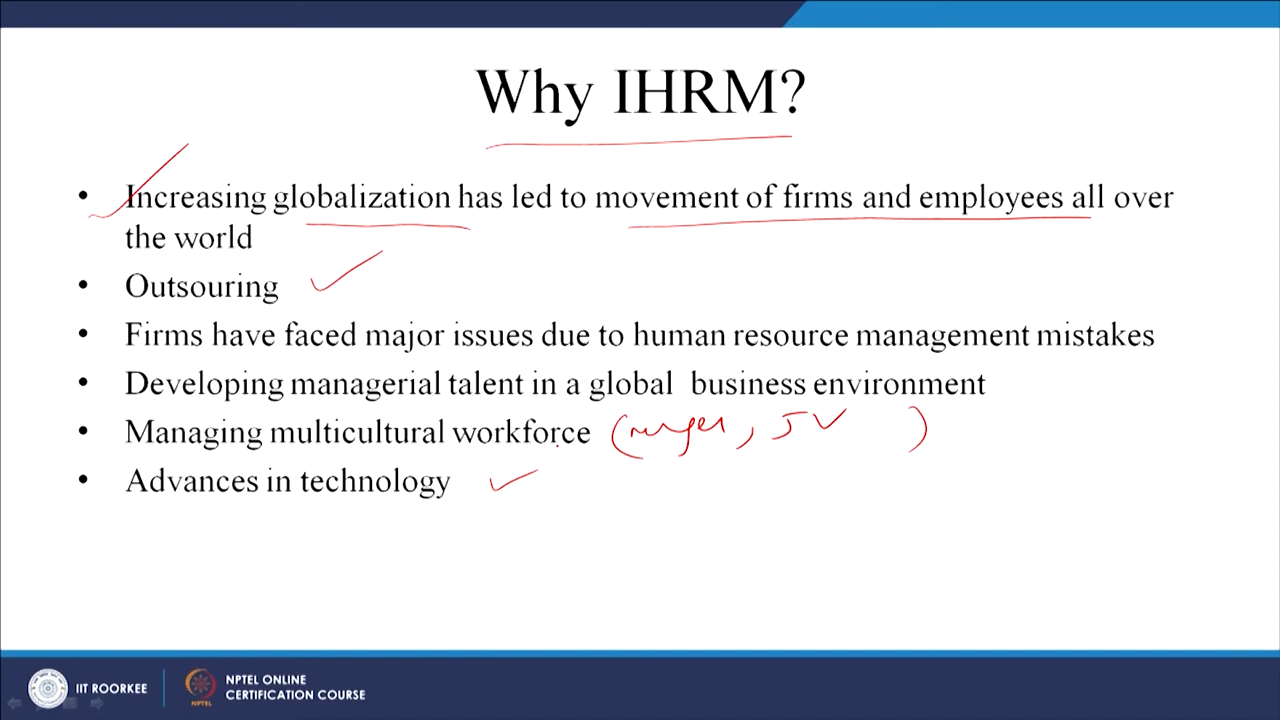 Why IHRM?
• Increasing globalization has led to movement of firms and employees all over
the world
• Outsouring
• Firms have faced major issues due to human resource management mistakes
• Developing managerial talent in a global business environment
• Managing multicultural workforce ( , JV )
• Advances in technology
IIT ROORKEE
NPTEL ONLINE
CERTIFICATION COURSE
NPTEL